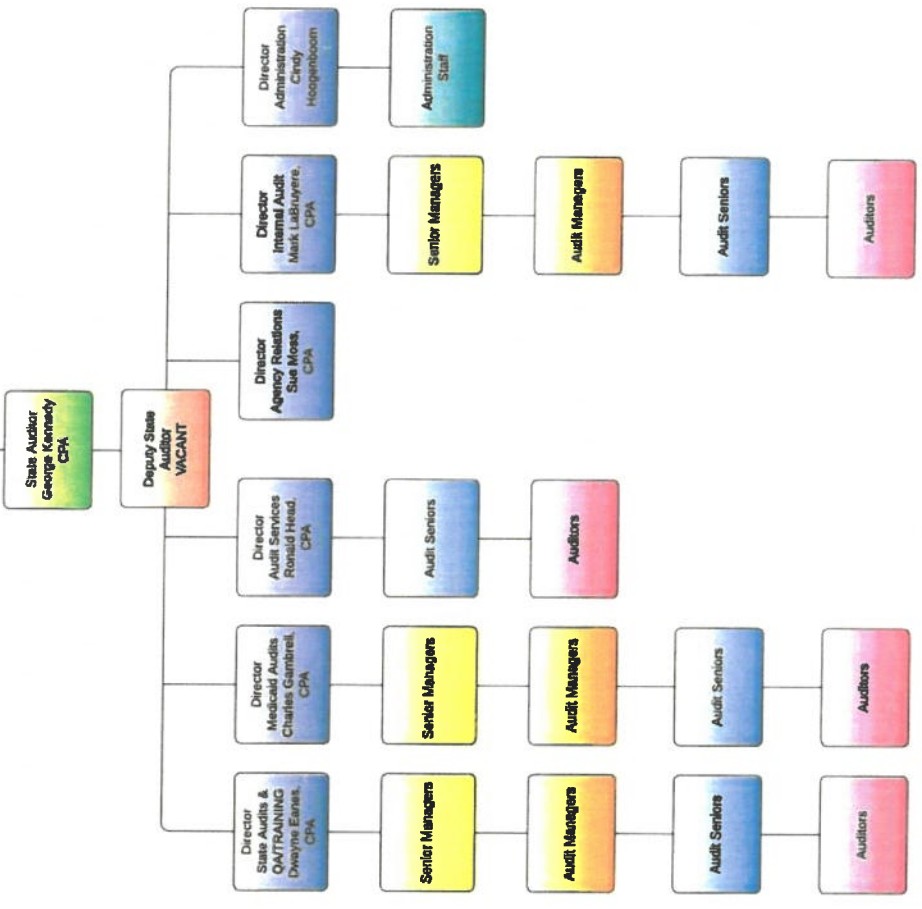 State Auditor
George Kennedy
CPA
Deputy State
Auditor
VACANT
Director
State Audits &
QA/TRAINING
Dwayne Eanes,
CPA
Senior Managers
Audit Managers
Audit Seniors
Auditors
Director
Medicaid Audits
Charles Gambrell,
CPA
Senior Managers
Audit Managers
Audit Seniors
Auditors
Director
Audit Services
Ronald Head,
CPA
Audit Seniors
Auditors
Director
Agency Relations
Sue Moss,
CPA
Director
Internal Audit
Mark LaBruyere,
CPA
Senior Managers
Audit Managers
Audit Seniors
Auditors
Director
Administration
Cindy
Hoogenboom
Administration
Staff